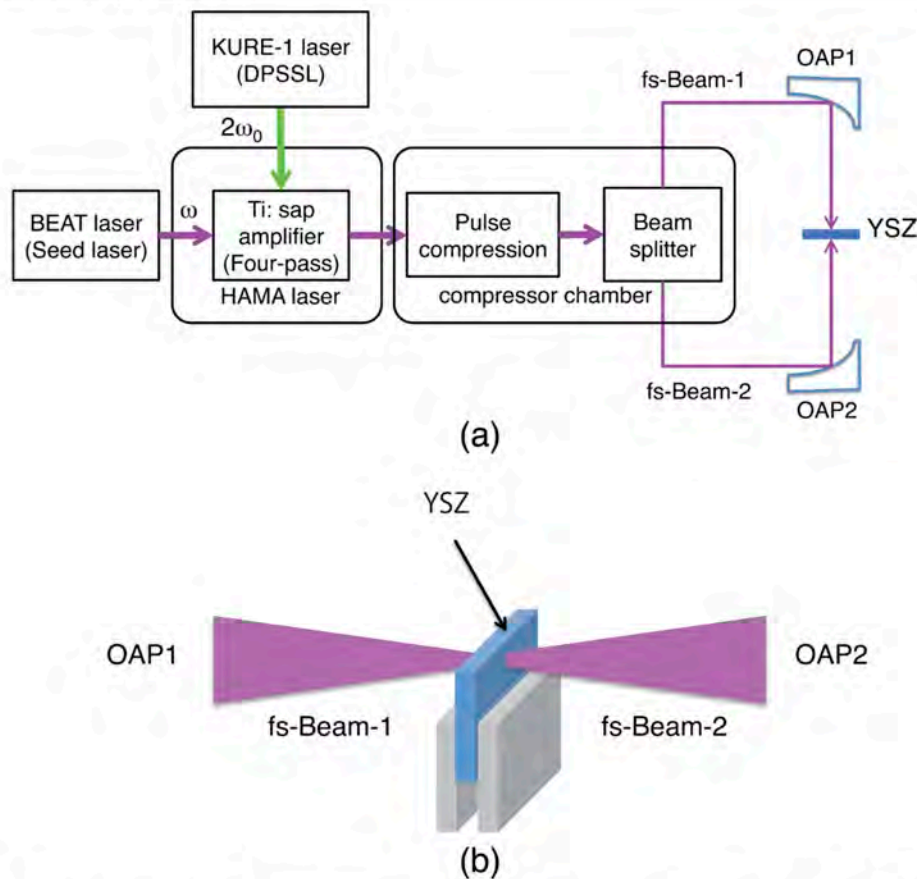 KURE-1 laser
(DPSSL)
2ω₀
BEAT laser
(Seed laser)
ω
Ti: sap
amplifier
(Four-pass)
HAMA laser
Pulse
compression
Beam
splitter
compressor chamber
fs-Beam-1
OAP1
YSZ
fs-Beam-2
OAP2
(a)
YSZ
OAP1
OAP2
fs-Beam-1
fs-Beam-2
(b)